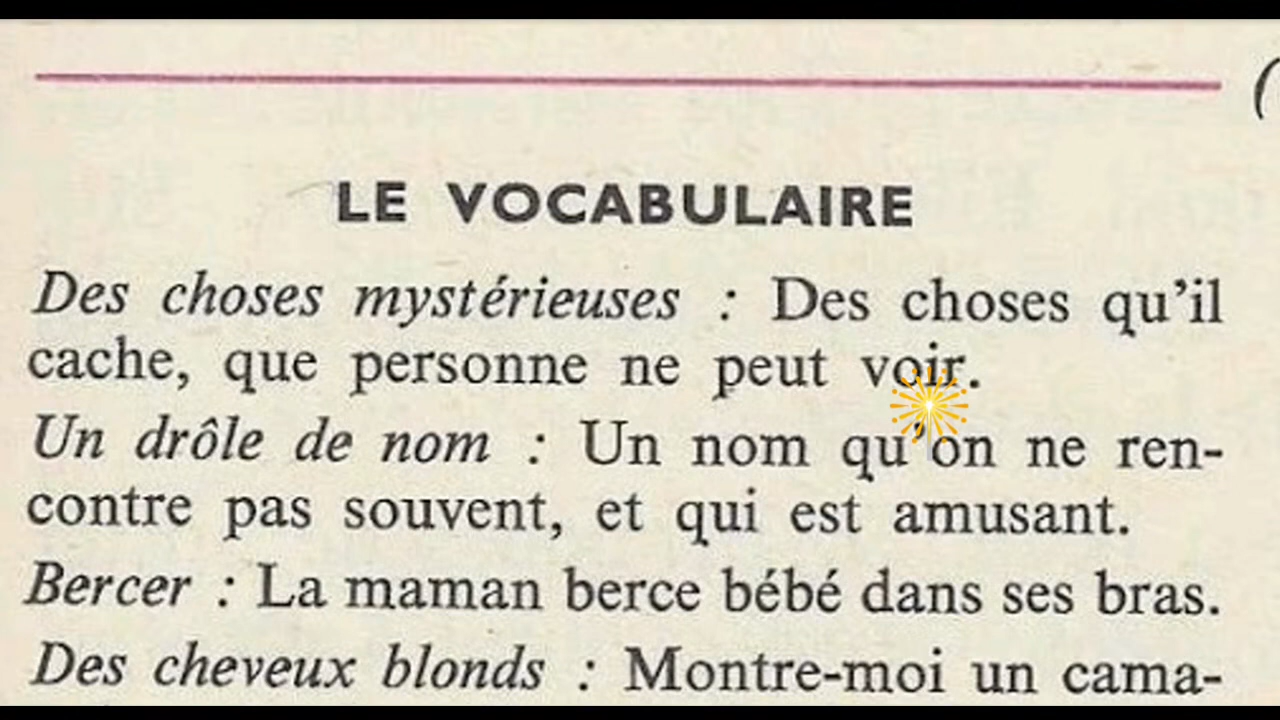 LE VOCABULAIRE
Des choses mystérieuses : Des choses qu'il
cache, que personne ne peut voir.
Un drôle de nom : Un nom qu'on ne ren-
contre pas souvent, et qui est amusant.
Bercer : La maman berce bébé dans ses bras.
Des cheveux blonds : Montre-moi un cama-